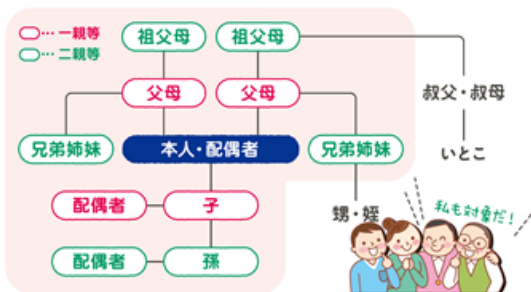 …一親等
…二親等
祖父母 祖父母
父母 父母
叔父・叔母
兄弟姉妹 本人・配偶者 兄弟姉妹
いとこ
配偶者 子
甥・姪
私も対象だ!
配偶者 孫